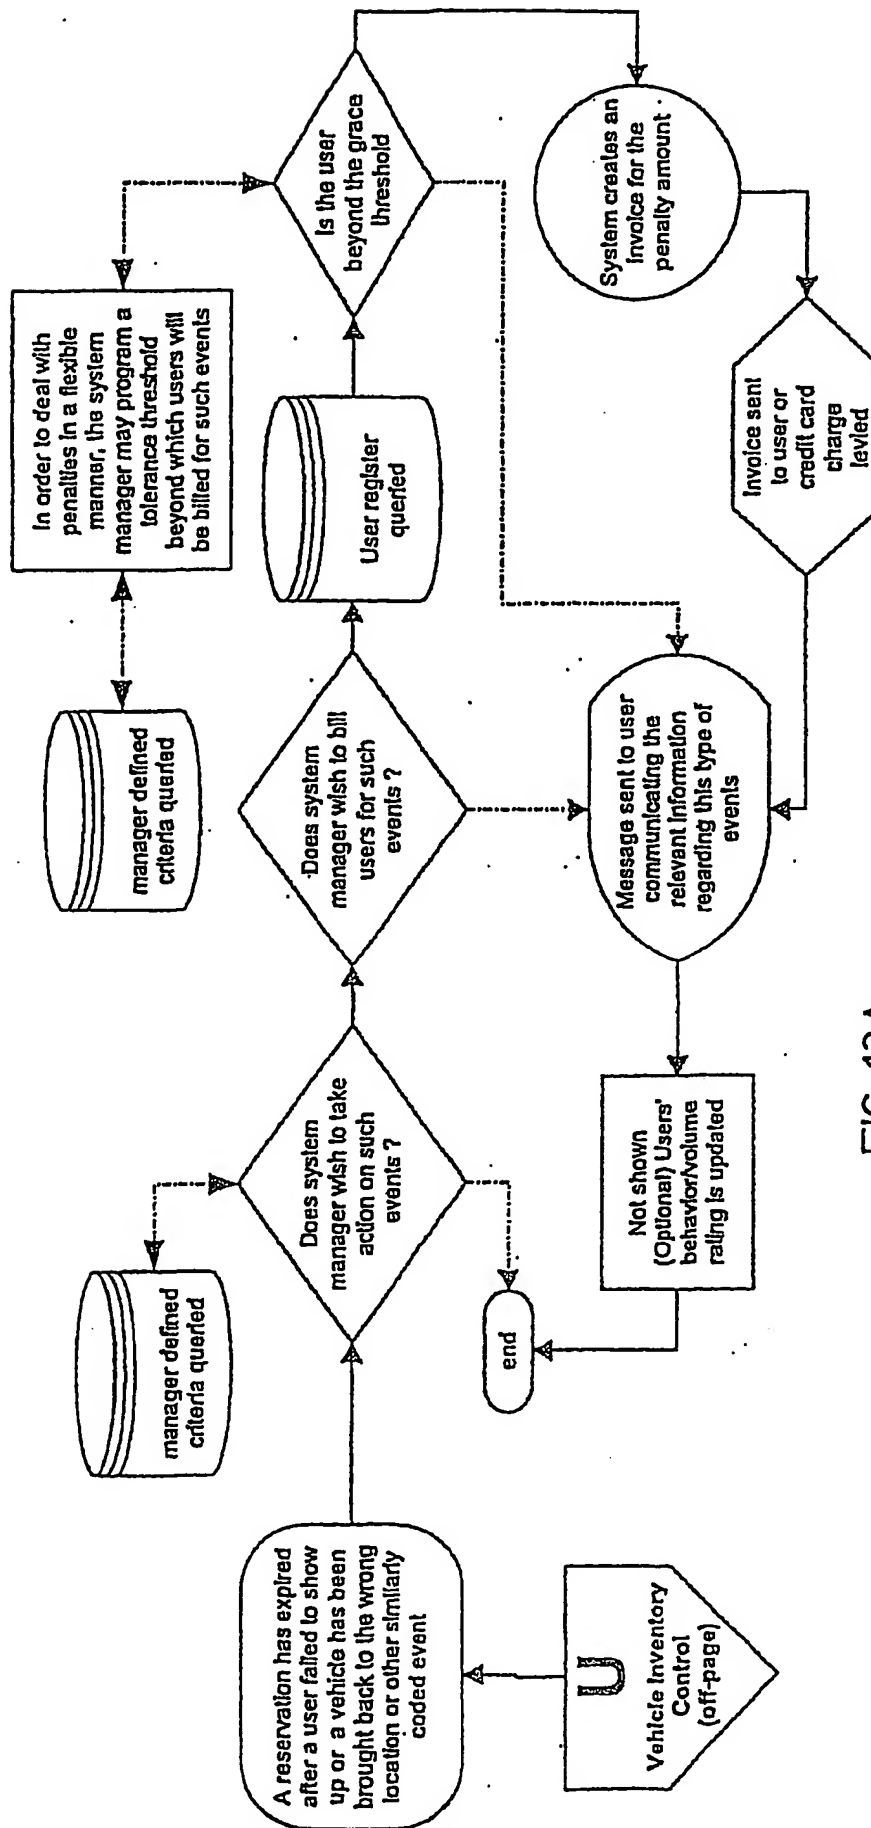 In order to deal with
penalties in a flexible
manner, the system
manager may program a
tolerance threshold
beyond which users will
be billed for such events
manager defined
criteria queried
manager defined
criteria queried
A reservation has expired
after a user failed to show
up or a vehicle has been
brought back to the wrong
location or other similarly
coded event
Does system
manager wish to take
action on such
events ?
Does system
manager wish to bill
users for such
events ?
User register
queried
Is the user
beyond the grace
threshold
U
Vehicle Inventory
Control
(off-page)
end
Not shown
(Optional) Users'
behavior/volume
rating is updated
Message sent to user
communicating the
relevant information
regarding this type of
events
System creates an
invoice for the
penalty amount
Invoice sent
to user or
credit card
charge
levied